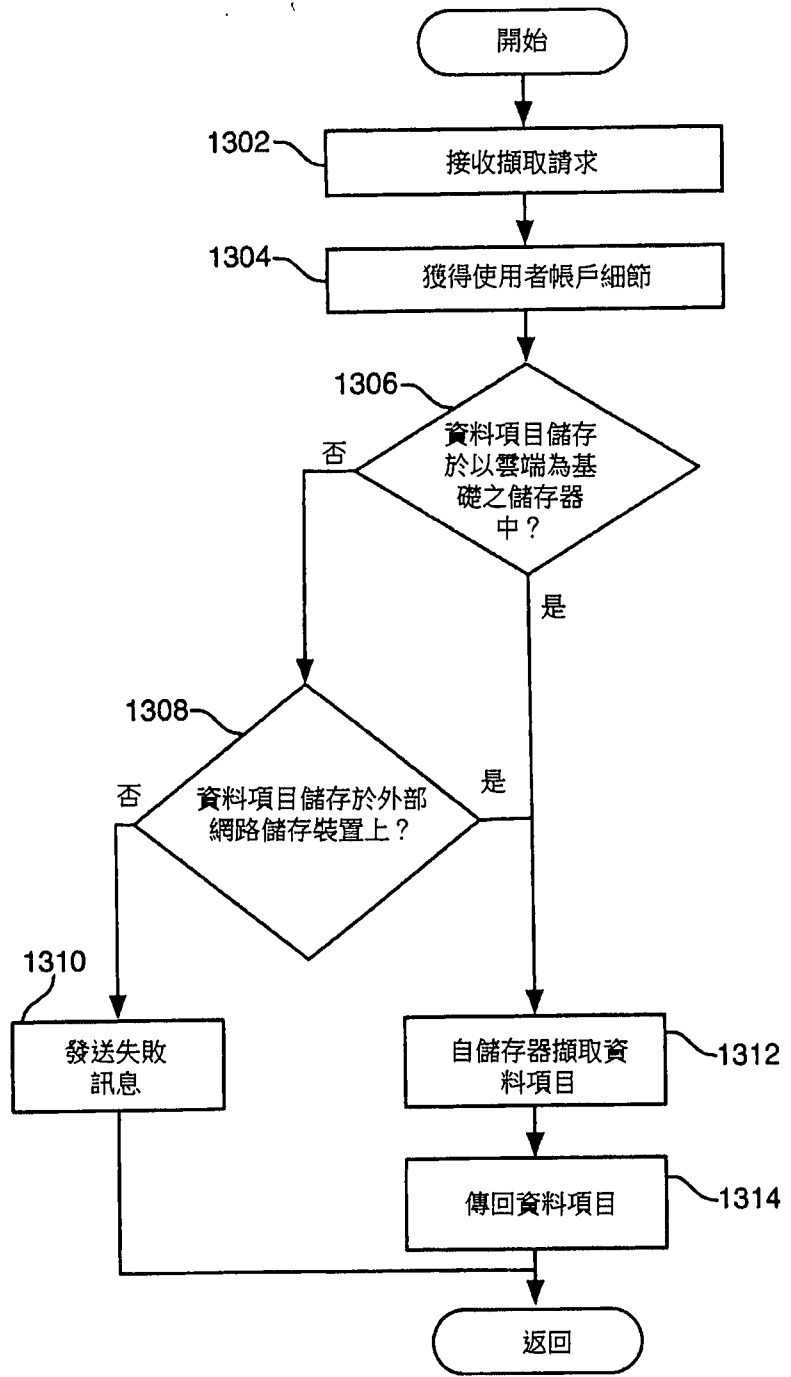 開始
1302
接收擷取請求
1304
獲得使用者帳戶細節
1306
資料項目儲存
於以雲端為基
礎之儲存器
中？
否
是
1308
資料項目儲存於外部
網路儲存裝置上？
否
是
1310
發送失敗
訊息
自儲存器擷取資
料項目
1312
傳回資料項目
1314
返回